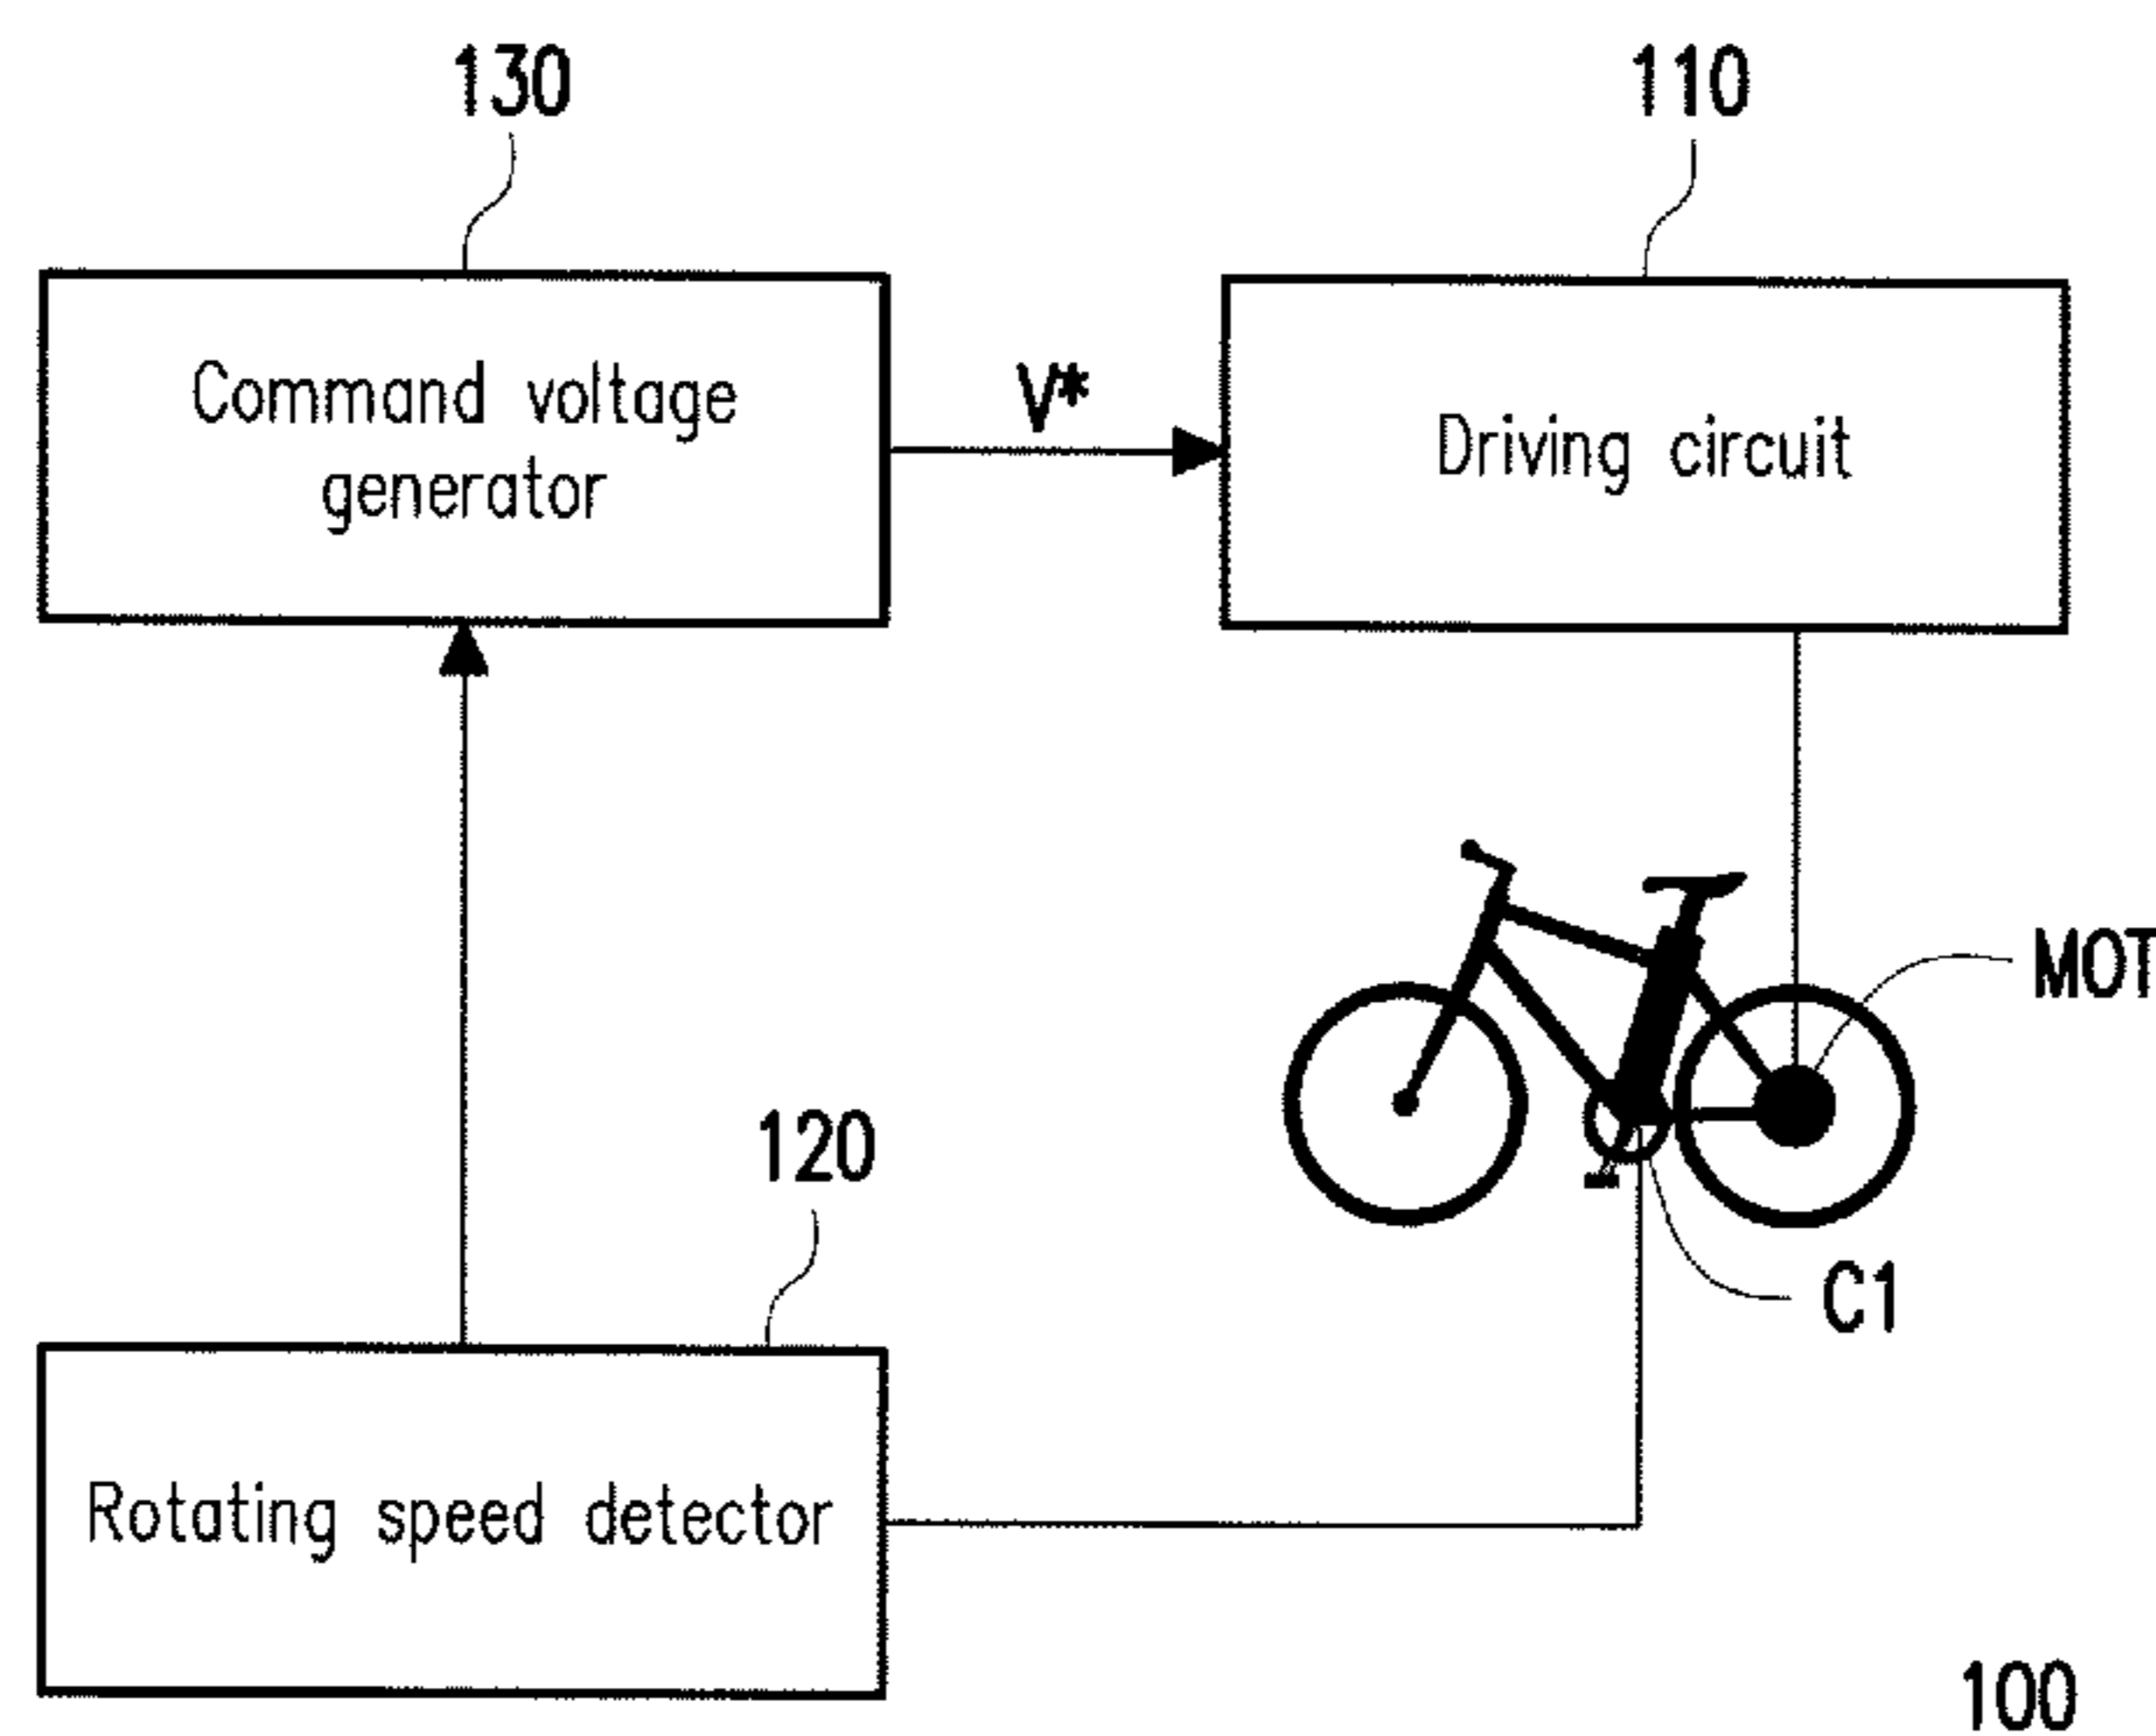 130
110
Command voltage
generator
V*
Driving circuit
MOT
120
C1
Rotating speed detector
100